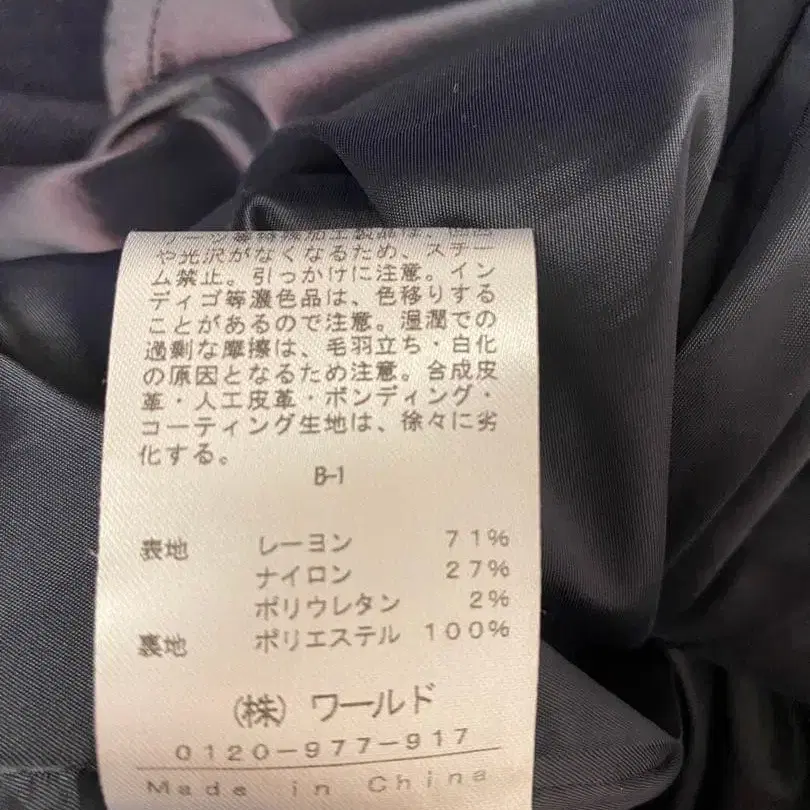 や光沢がなくなるため、スチー
ム禁止。引っかけに注意。イン
ディゴ等濃色品は、色移りする
ことがあるので注意。湿潤での
過剰な摩擦は、毛羽立ち・白化
の原因となるため注意。合成皮
革・人工皮革・ボンディング・
コーティング生地は、徐々に劣
化する。
B-1
表地 レーヨン 71%
ナイロン 27%
ポリウレタン 2%
裏地 ポリエステル 100%
(株) ワールド
0120-977-917
Made in China